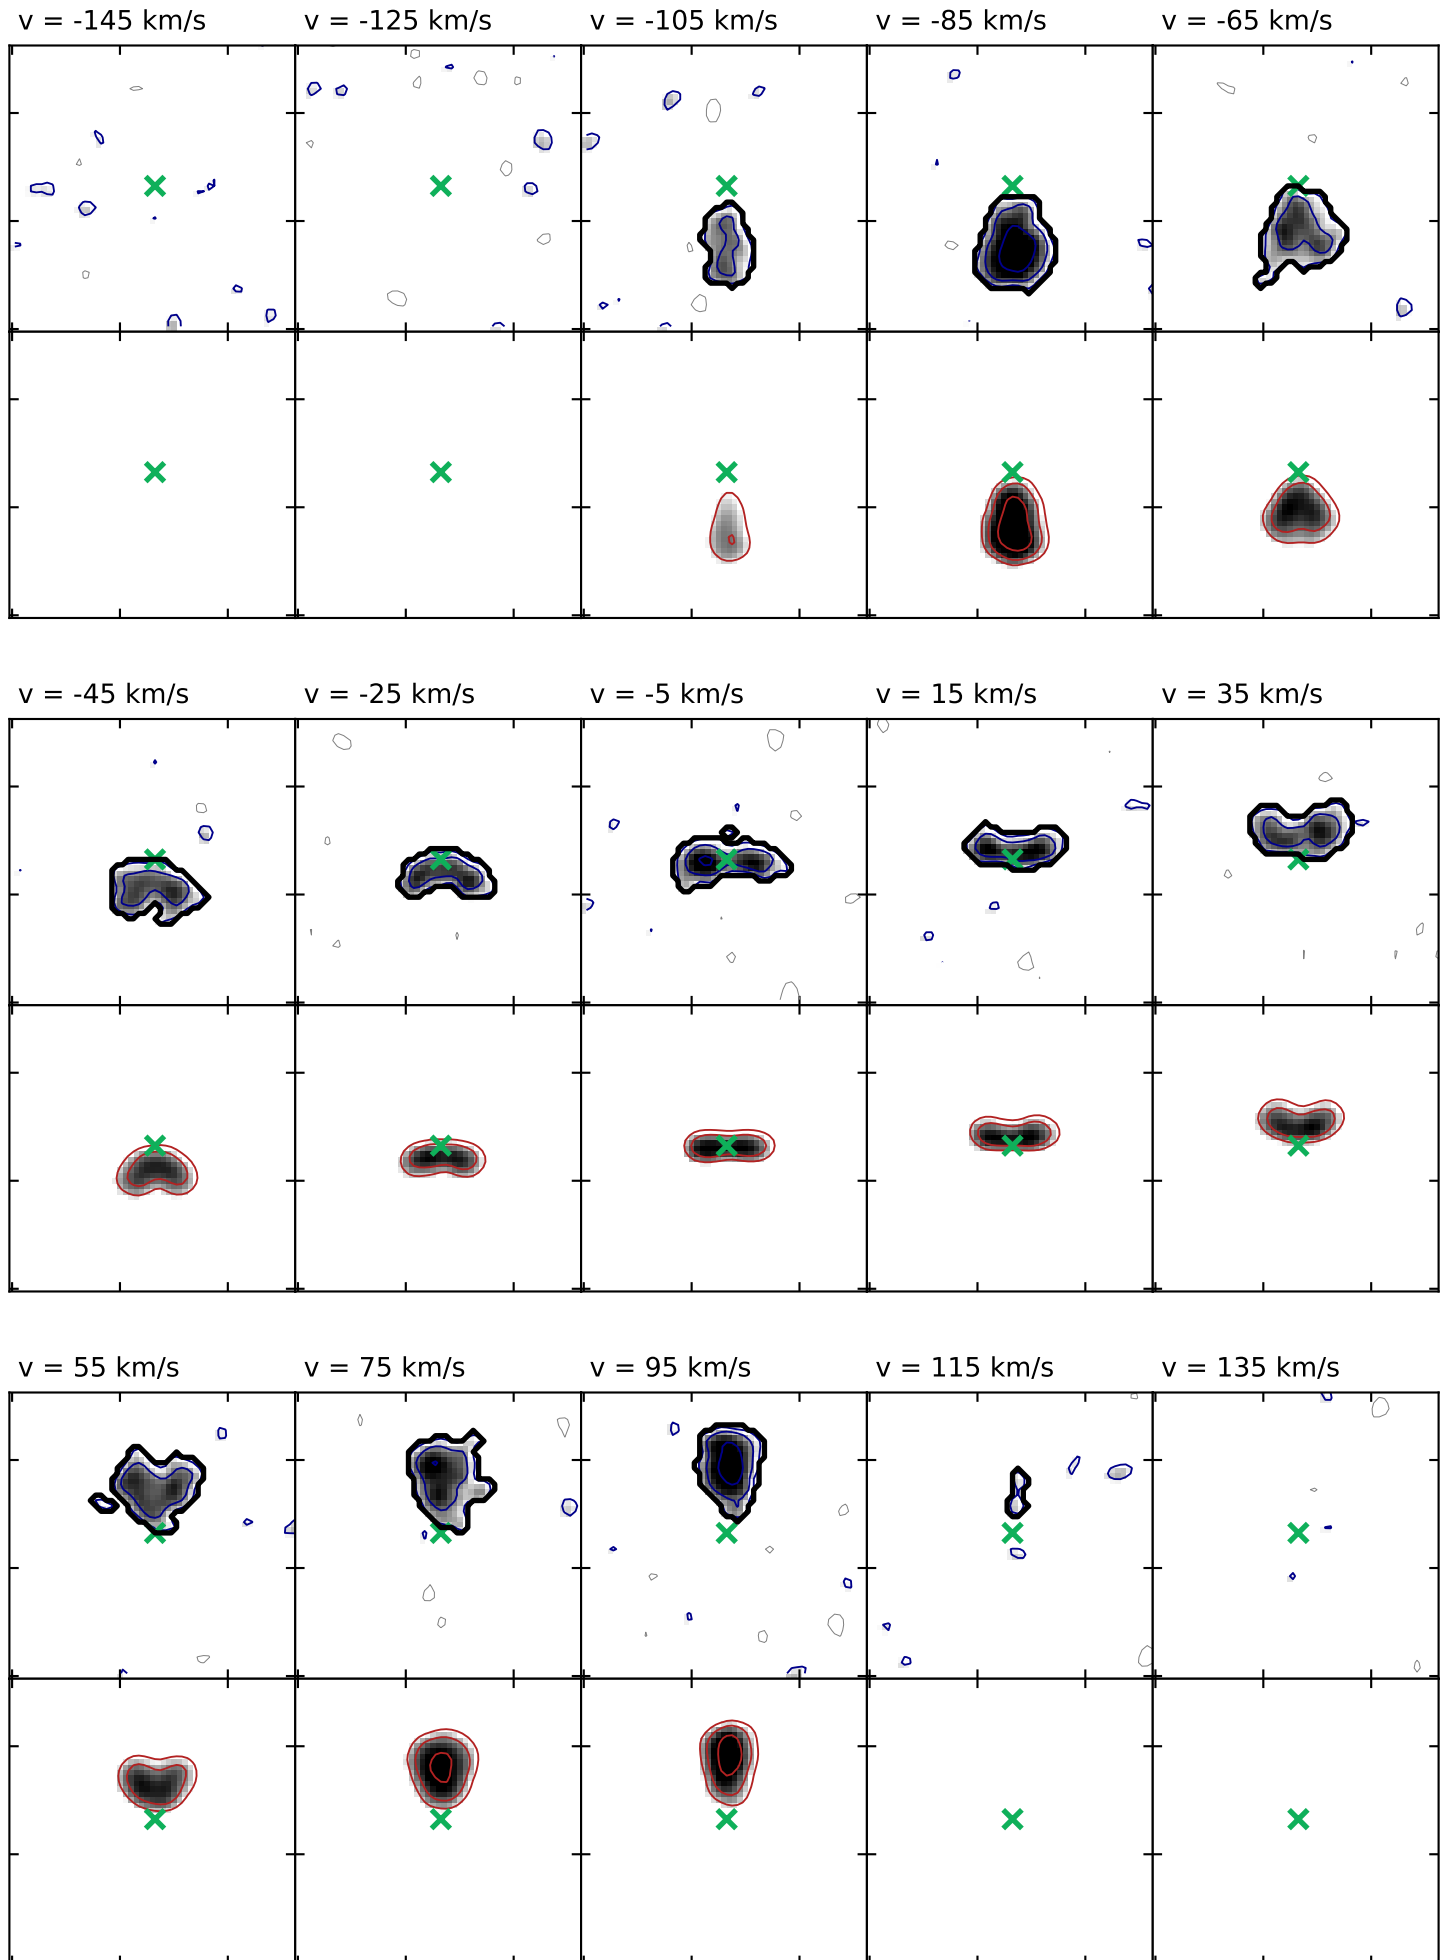 v = -145 km/s v = -125 km/s v = -105 km/s v = -85 km/s v = -65 km/s
v = -45 km/s v = -25 km/s v = -5 km/s v = 15 km/s v = 35 km/s
v = 55 km/s v = 75 km/s v = 95 km/s v = 115 km/s v = 135 km/s